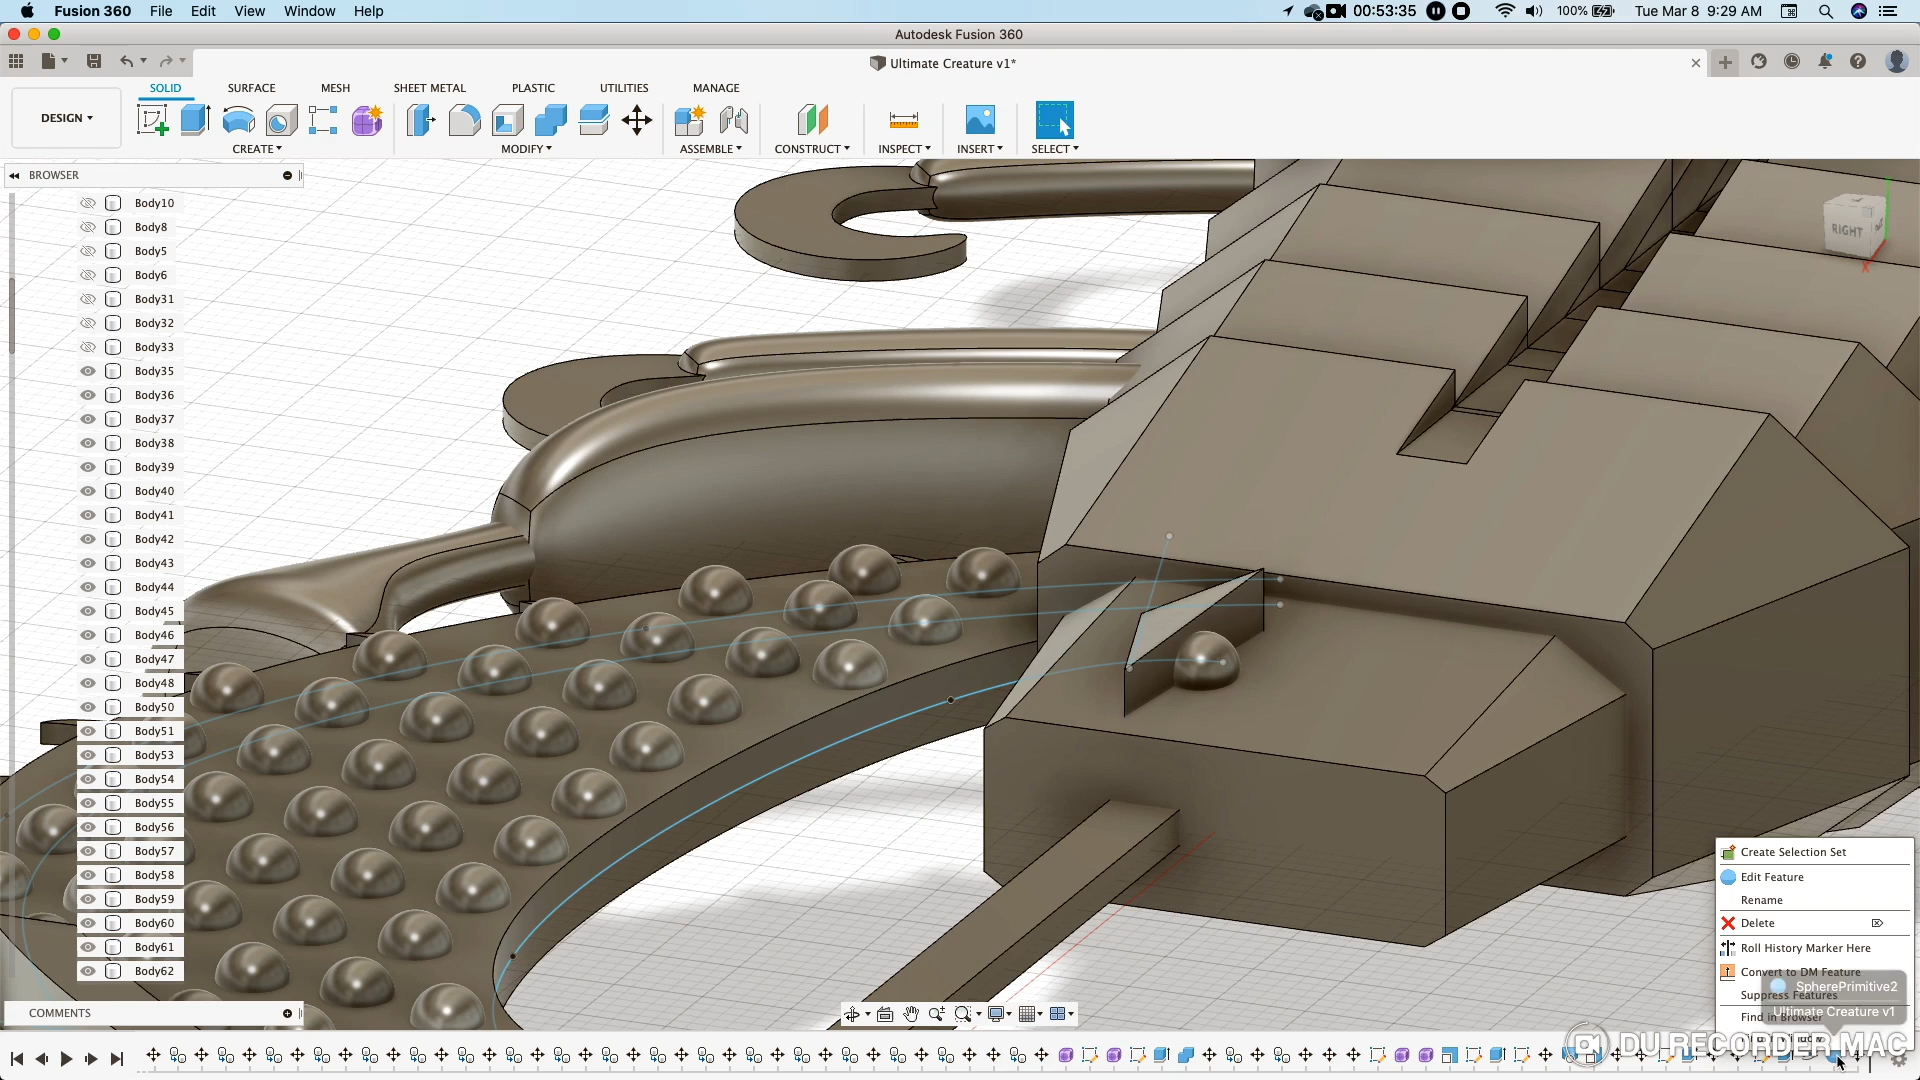 Fusion 360 File Edit View Window Help 00:53:35 100% Tue Mar 8 9:29 AM
Autodesk Fusion 360
Ultimate Creature v1*
SOLID SURFACE MESH SHEET METAL PLASTIC UTILITIES MANAGE
DESIGN
CREATE MODIFY ASSEMBLE CONSTRUCT INSPECT INSERT SELECT
BROWSER
Body10
Body8
Body5
Body6
Body31
Body32
Body33
Body35
Body36
Body37
Body38
Body39
Body40
Body41
Body42
Body43
Body44
Body45
Body46
Body47
Body48
Body50
Body51
Body53
Body54
Body55
Body56
Body57
Body58
Body59
Body60
Body61
Body62
COMMENTS
RIGHT
Create Selection Set
Edit Feature
Rename
Delete
Roll History Marker Here
Convert to DM Feature
SpherePrimitive2
Suppress Features
Ultimate Creature v1
Find in Browser
DU RECORDER MAC